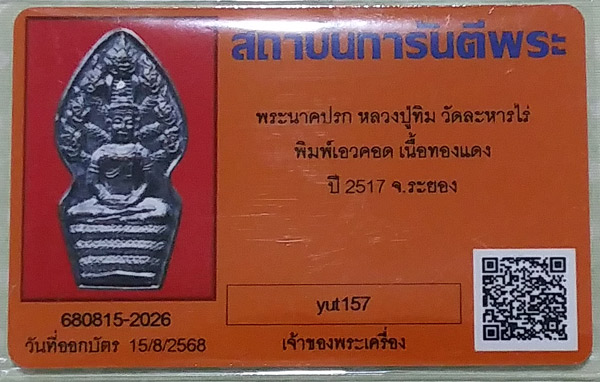 สถาบันการันตีพระ
พระนาคปรก หลวงปู่ทิม วัดละหารไร่
พิมพ์เอวคอด เนื้อทองแดง
ปี 2517 จ.ระยอง
yut157
680815-2026
วันที่ออกบัตร 15/8/2568
เจ้าของพระเครื่อง